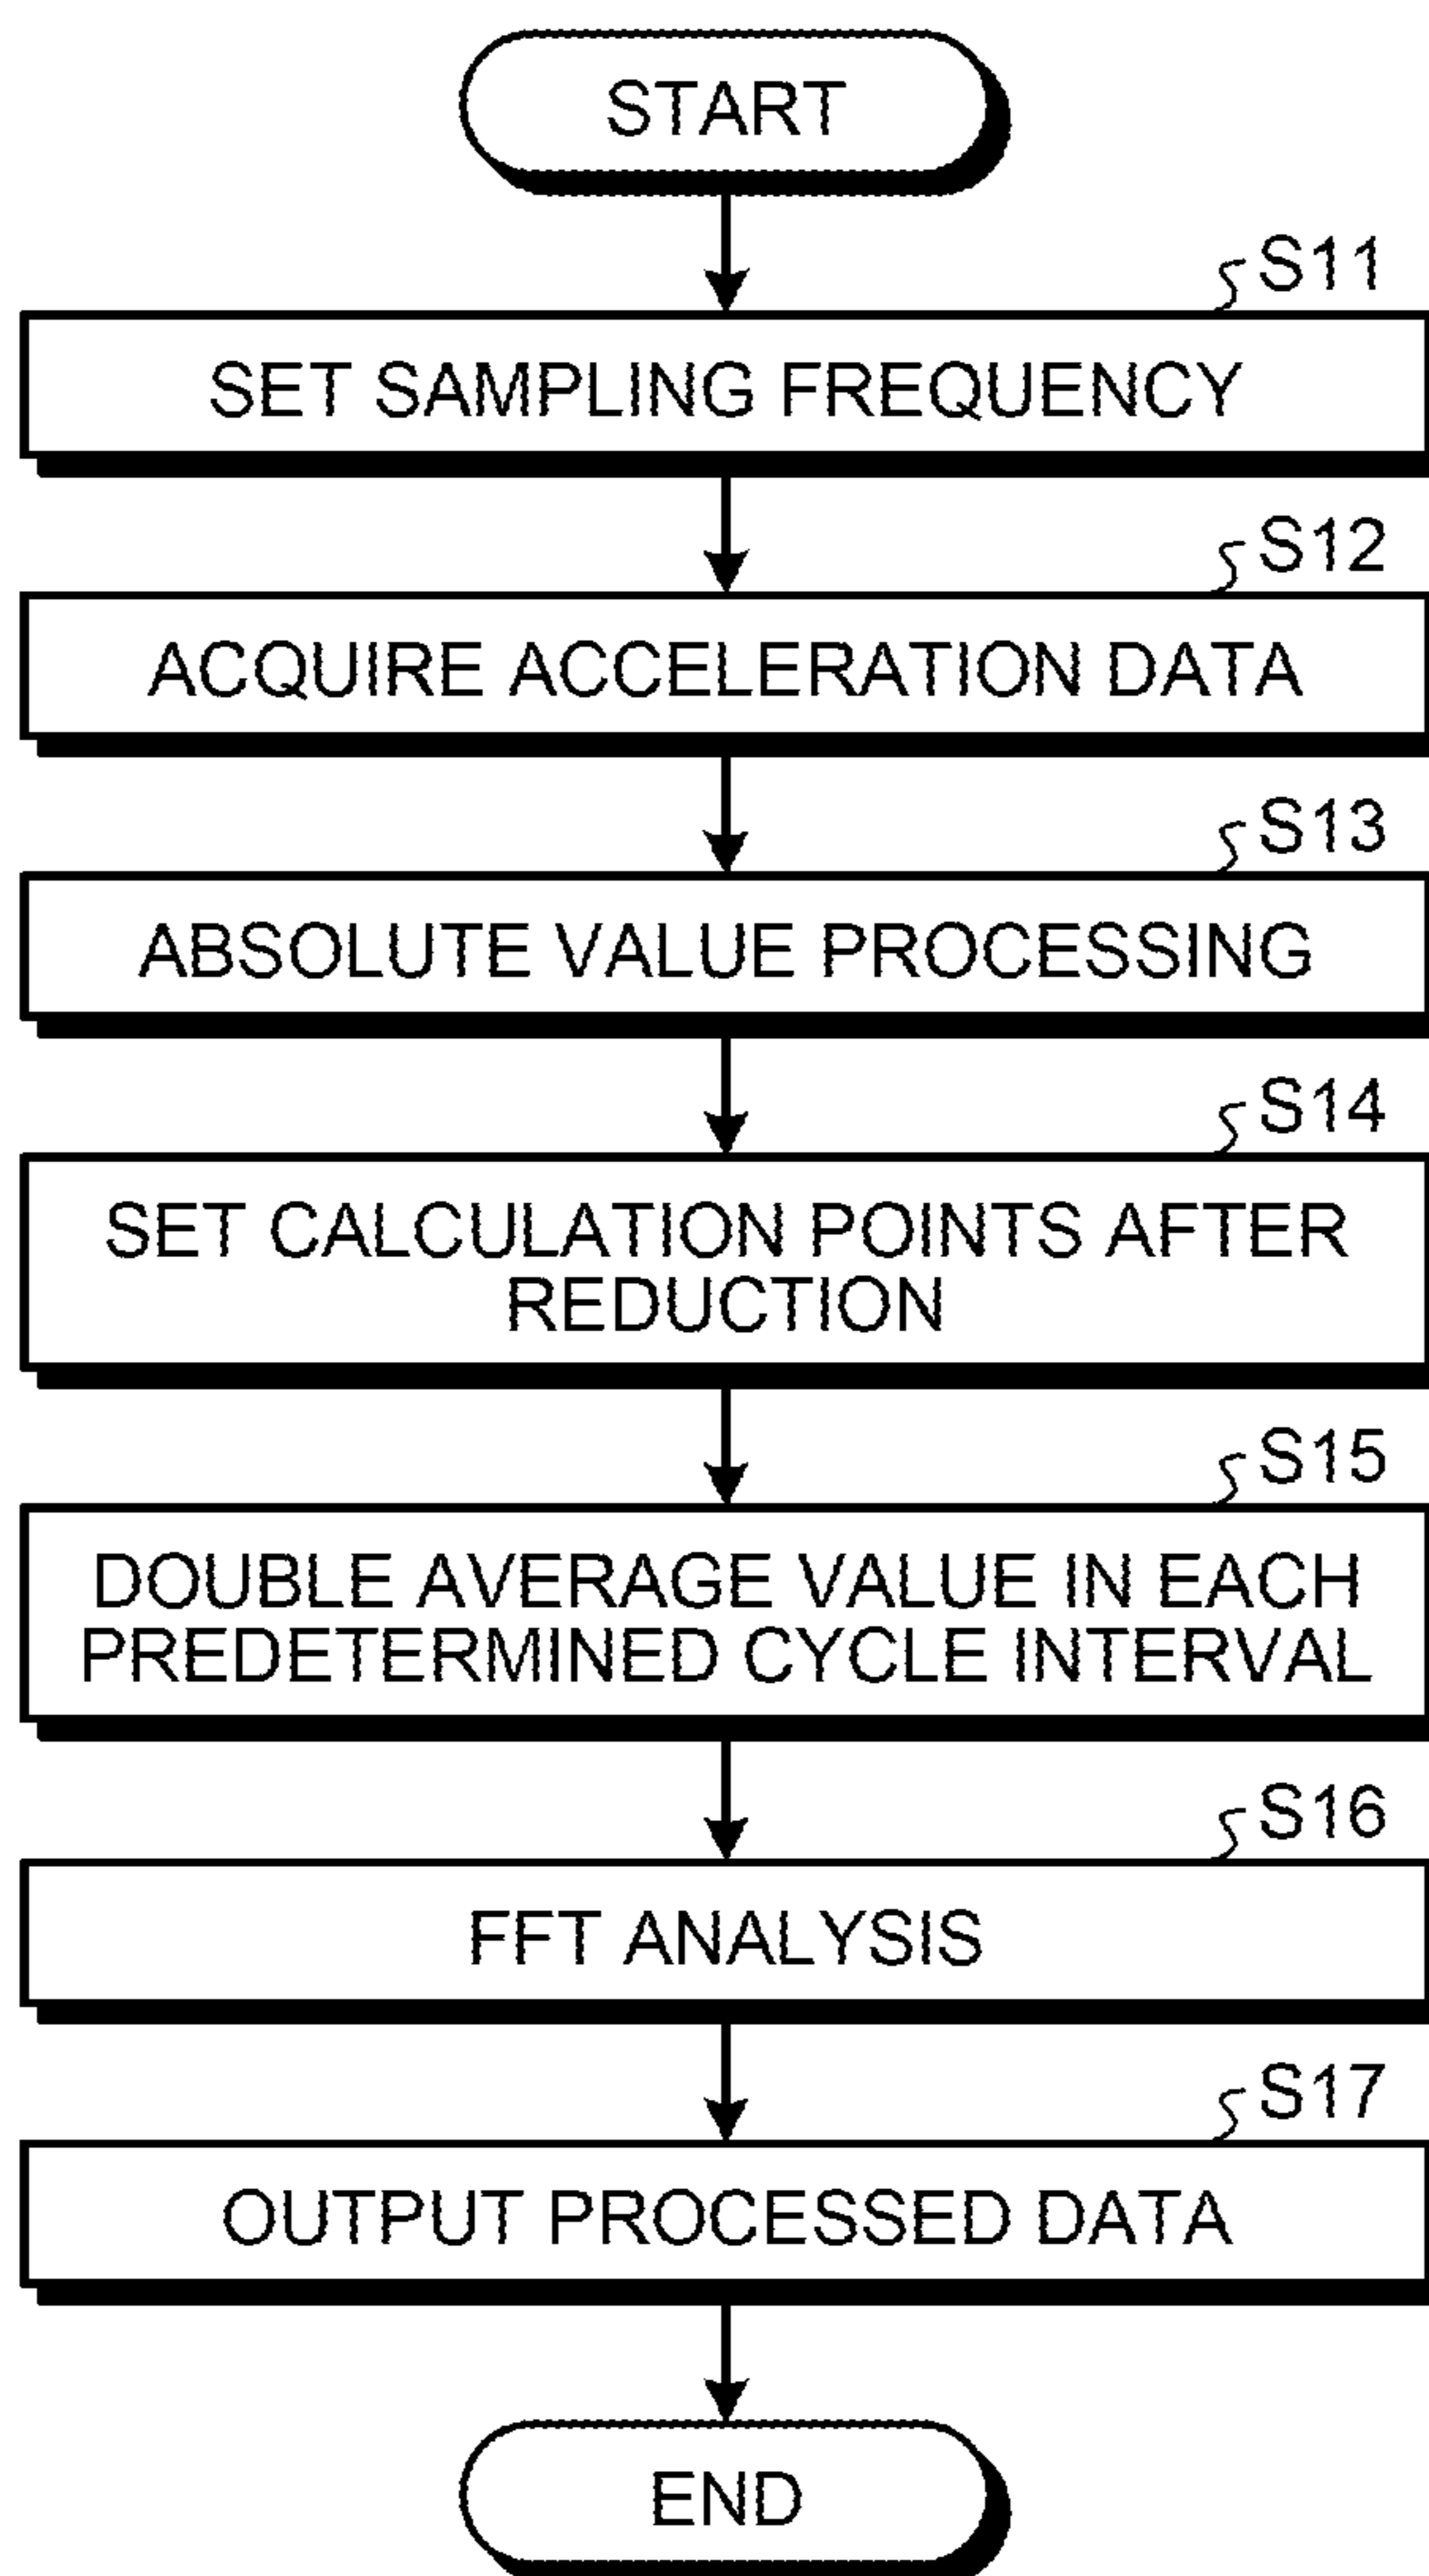 START
S11
SET SAMPLING FREQUENCY
S12
ACQUIRE ACCELERATION DATA
S13
ABSOLUTE VALUE PROCESSING
S14
SET CALCULATION POINTS AFTER
REDUCTION
S15
DOUBLE AVERAGE VALUE IN EACH
PREDETERMINED CYCLE INTERVAL
S16
FFT ANALYSIS
S17
OUTPUT PROCESSED DATA
END